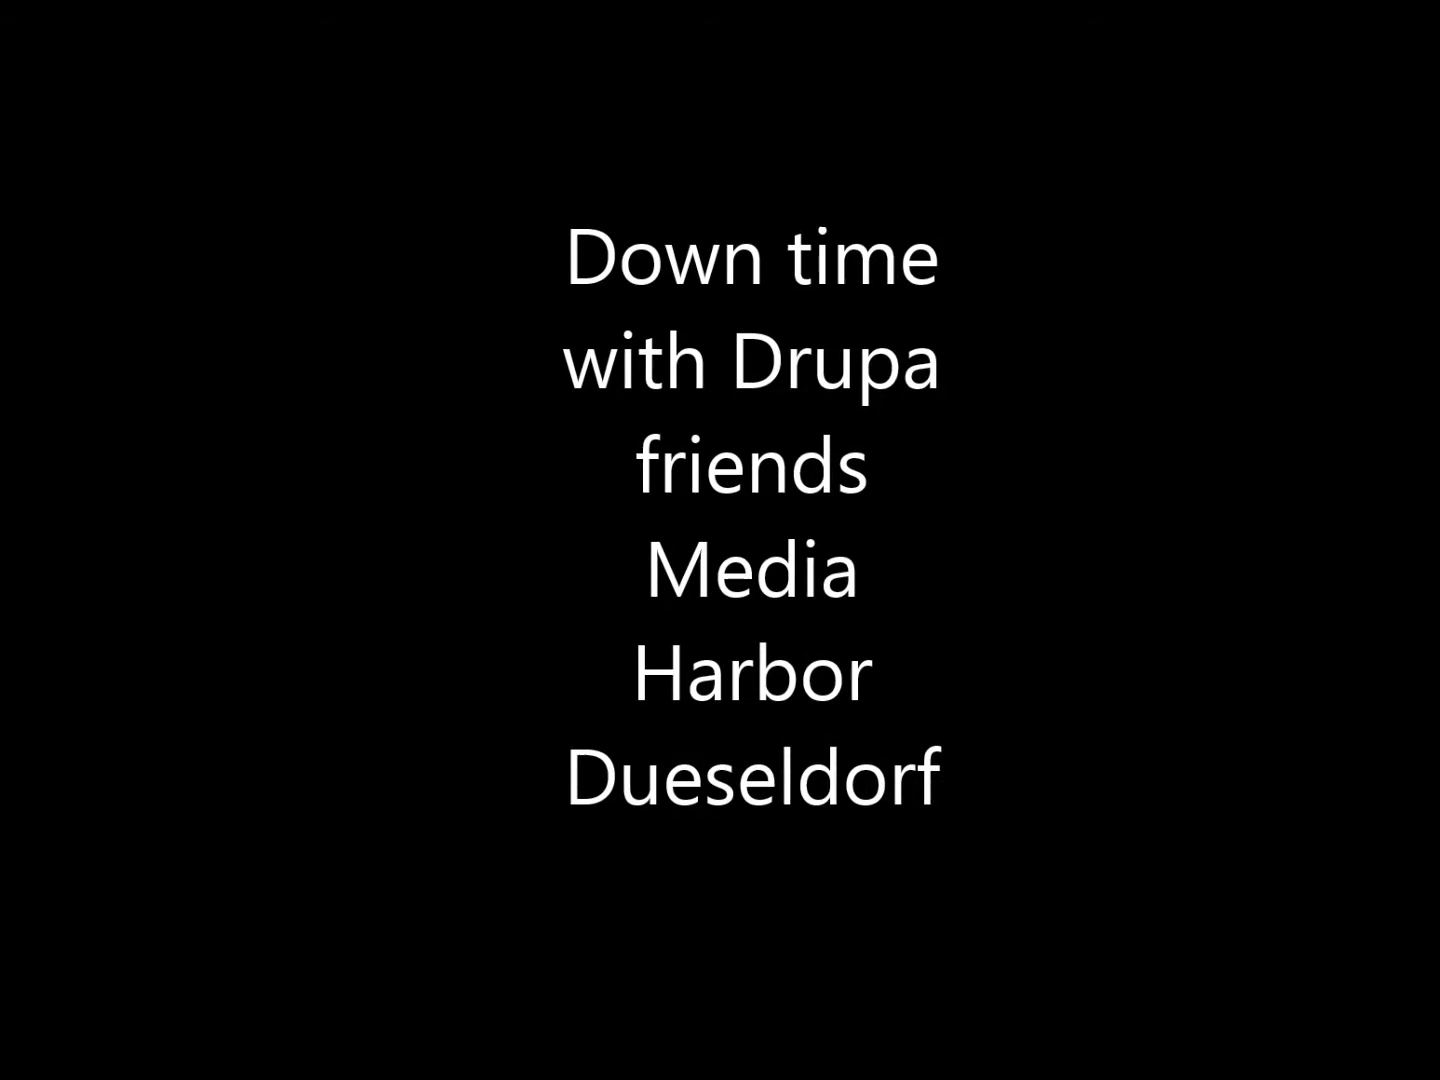 Down time
with Drupa
friends
Media
Harbor
Dueseldorf